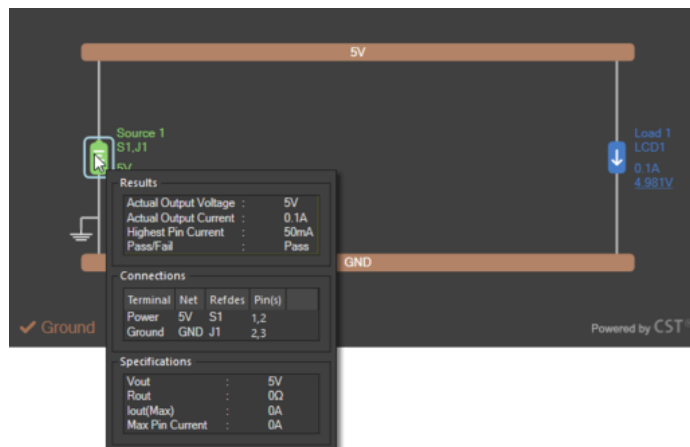 5V
Source 1
S1,J1
5V
Load 1
LCD1
0.1A
4.981V
Results
Actual Output Voltage : 5V
Actual Output Current : 0.1A
Highest Pin Current : 50mA
Pass/Fail : Pass
GND
Connections
Terminal Net Refdes Pin(s)
Power 5V S1 1,2
Ground GND J1 2,3
Ground
Powered by CST®
Specifications
Vout : 5V
Rout : 0Ω
Iout(Max) : 0A
Max Pin Current : 0A